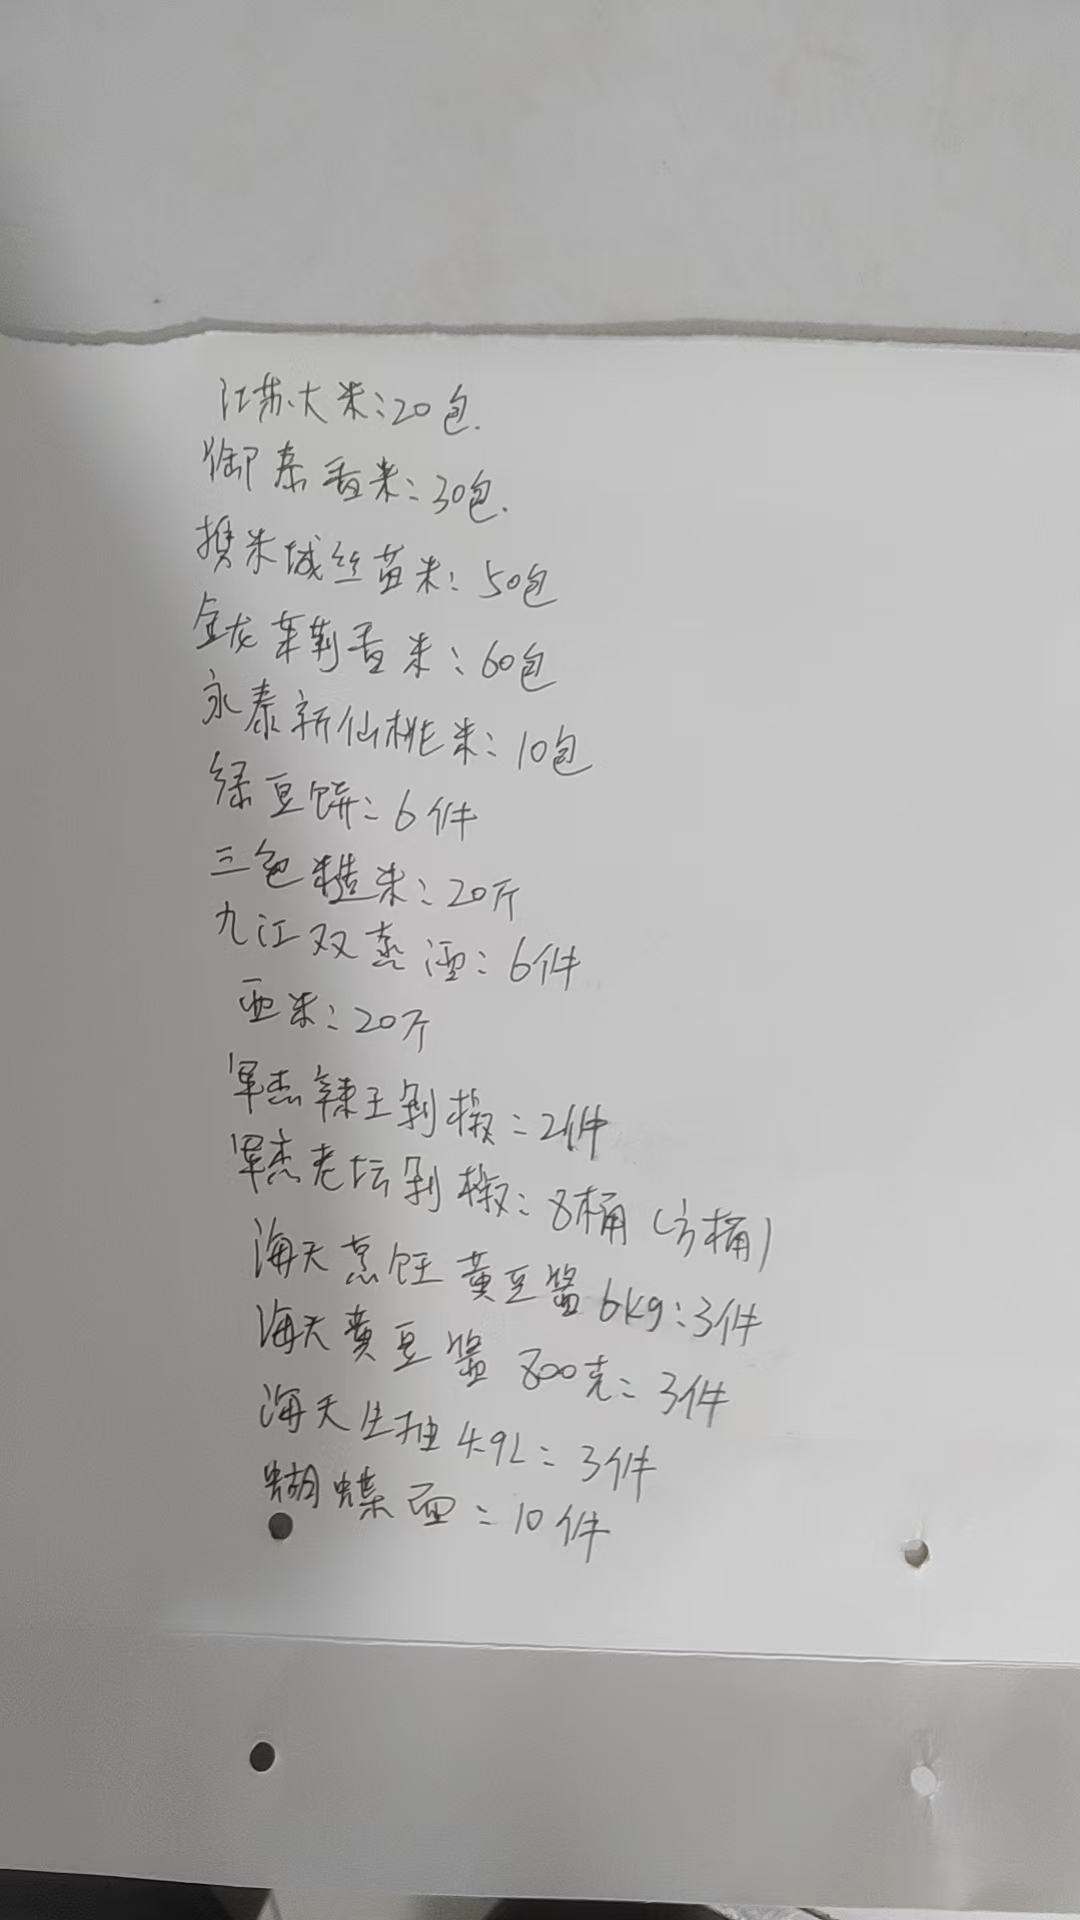 江苏大米:20包.
御泰香米:30包.
携米城丝苗米:50包
金龙茉莉香米:60包
永泰新仙桃米:10包
绿豆饼:6件
三色糙米:20斤
九江双蒸酒:6件
西米:20斤
军杰辣王剁椒:2件
军杰老坛剁椒:8桶(方桶)
海天烹饪黄豆酱6kg:3件
海天黄豆酱800克:3件
海天生抽4.9L:3件
蝴蝶面:10件